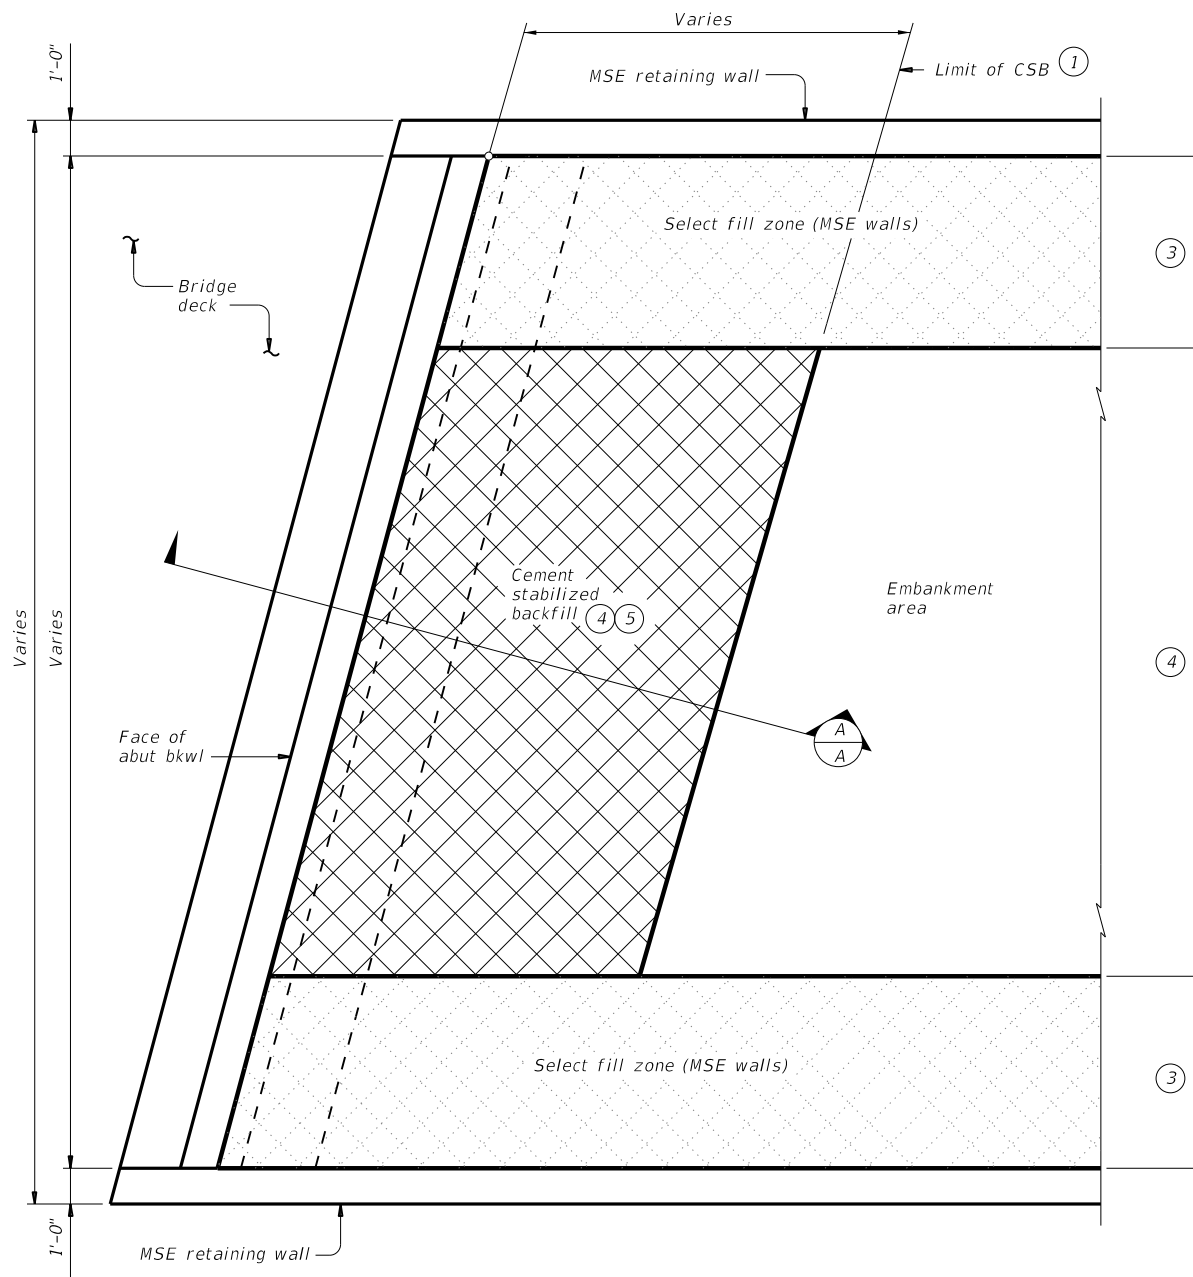 Varies
1'-0"
MSE retaining wall
Limit of CSB 1
Select fill zone (MSE walls)
3
Bridge
deck
Cement
stabilized
backfill 4 5
Embankment
area
Varies
Varies
4
Face of
abut bkwl
A
A
Select fill zone (MSE walls)
3
1'-0"
MSE retaining wall